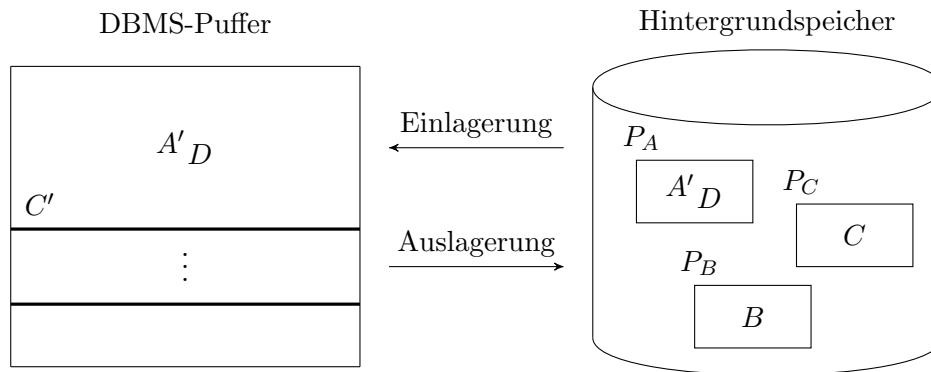 DBMS-Puffer
Hintergrundspeicher
A′ D
C′
⋮
Einlagerung
Auslagerung
P_A
A′ D
P_C
C
P_B
B